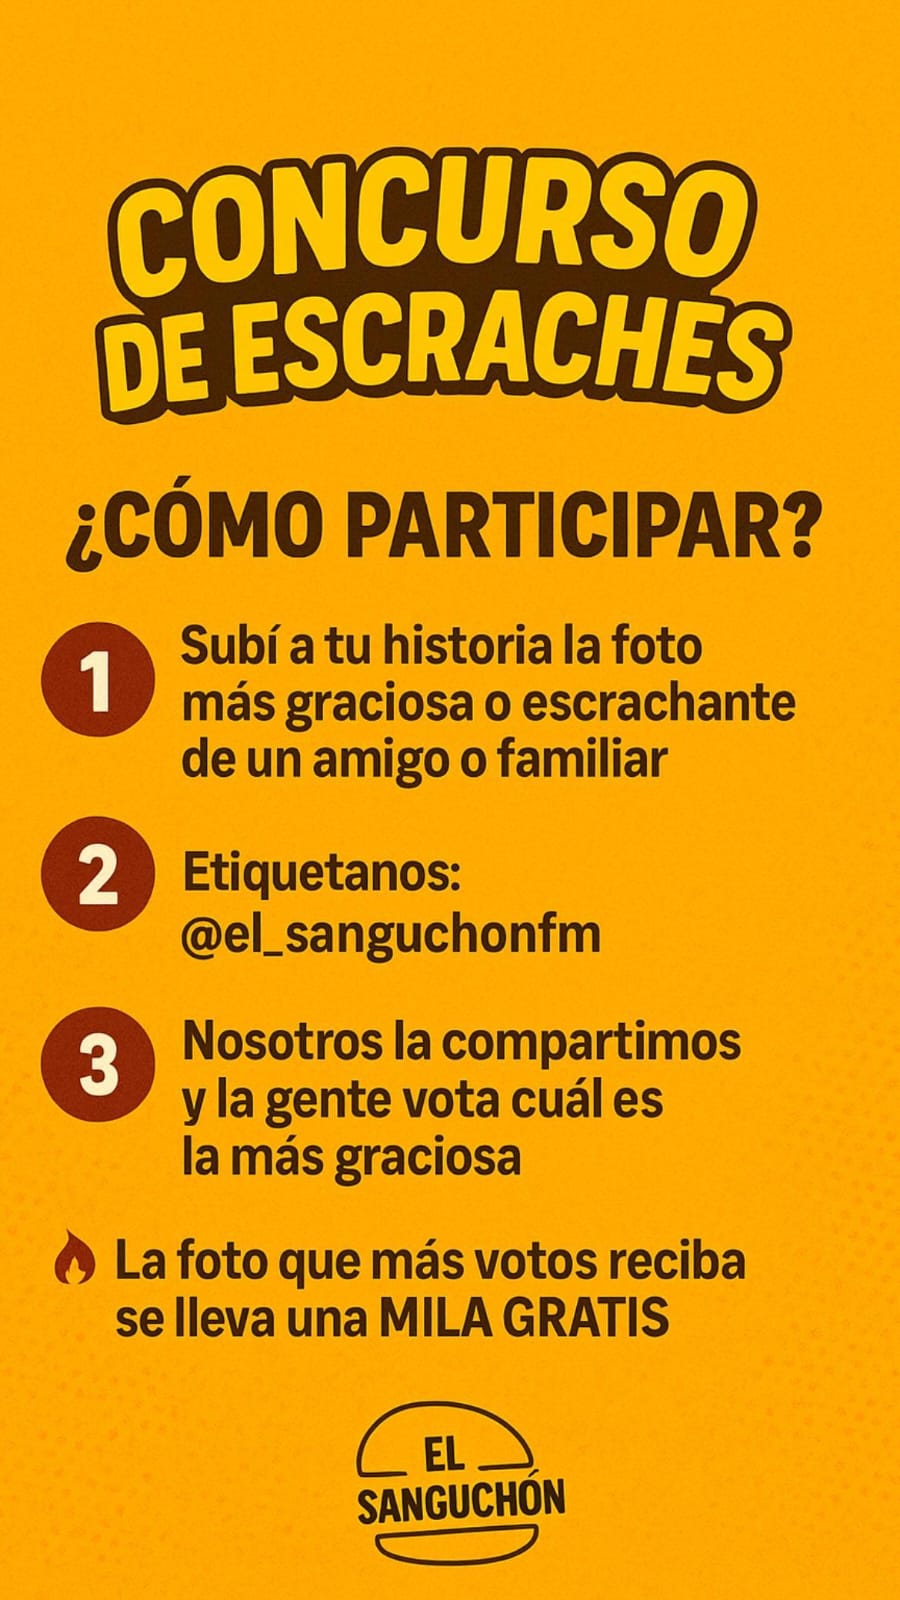 CONCURSO
DE ESCRACHES
¿CÓMO PARTICIPAR?
1
Subí a tu historia la foto
más graciosa o escrachante
de un amigo o familiar
2
Etiquetanos:
@el_sanguchonfm
3
Nosotros la compartimos
y la gente vota cuál es
la más graciosa
La foto que más votos reciba
se lleva una MILA GRATIS
EL
SANGUCHÓN